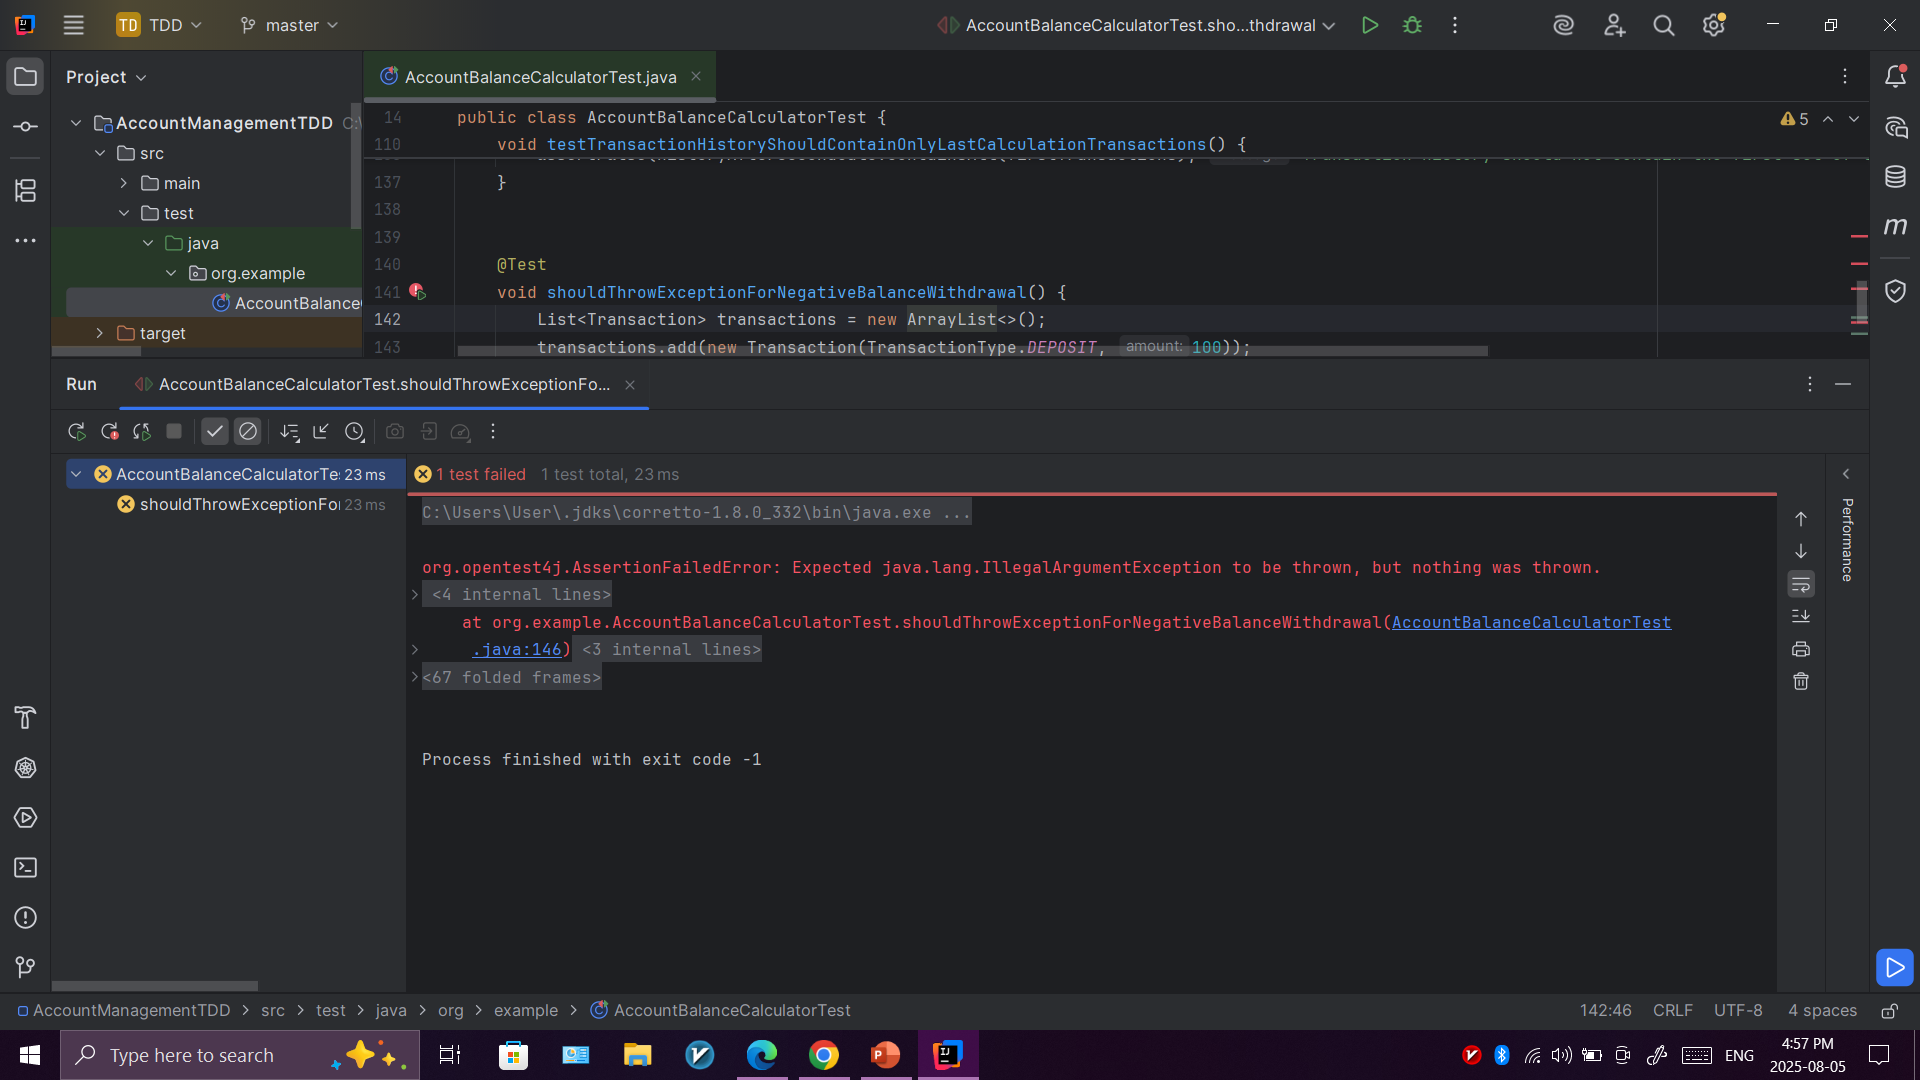 TD TDD master AccountBalanceCalculatorTest.sho...thdrawal
Project
AccountManagementTDD
src
main
test
java
org.example
AccountBalance
target
AccountBalanceCalculatorTest.java
5
14 public class AccountBalanceCalculatorTest {
110 void testTransactionHistoryShouldContainOnlyLastCalculationTransactions() {
137 }
138
139
140 @Test
141 void shouldThrowExceptionForNegativeBalanceWithdrawal() {
142 List<Transaction> transactions = new ArrayList<>();
143 transactions.add(new Transaction(TransactionType.DEPOSIT, amount: 100));
Run AccountBalanceCalculatorTest.shouldThrowExceptionFo...
AccountBalanceCalculatorTe 23 ms
shouldThrowExceptionFo 23 ms
1 test failed 1 test total, 23 ms
C:\Users\User\.jdks\corretto-1.8.0_332\bin\java.exe ...
org.opentest4j.AssertionFailedError: Expected java.lang.IllegalArgumentException to be thrown, but nothing was thrown.
<4 internal lines>
at org.example.AccountBalanceCalculatorTest.shouldThrowExceptionForNegativeBalanceWithdrawal(AccountBalanceCalculatorTest
.java:146) <3 internal lines>
<67 folded frames>
Process finished with exit code -1
Performance
AccountManagementTDD > src > test > java > org > example > AccountBalanceCalculatorTest
142:46 CRLF UTF-8 4 spaces
Type here to search
ENG
4:57 PM
2025-08-05